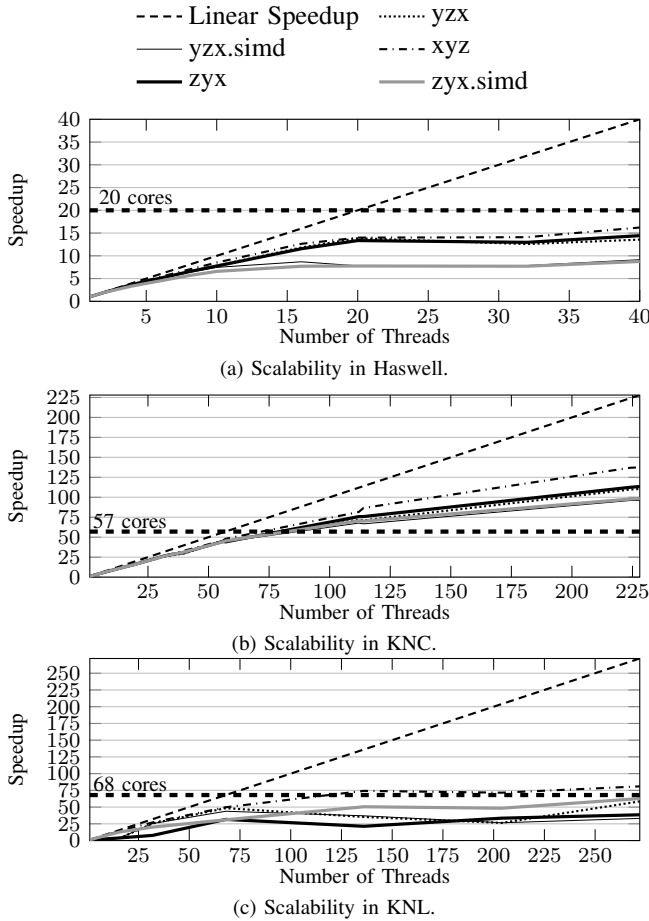 Linear Speedup
yzx
yzx.simd
xyz
zyx
zyx.simd
40
35
30
25
20
15
10
5
0
Speedup
20 cores
5 10 15 20 25 30 35 40
Number of Threads
(a) Scalability in Haswell.
225
200
175
150
125
100
75
50
25
0
Speedup
57 cores
25 50 75 100 125 150 175 200 225
Number of Threads
(b) Scalability in KNC.
250
225
200
175
150
125
100
75
50
25
0
Speedup
68 cores
25 50 75 100 125 150 175 200 225 250
Number of Threads
(c) Scalability in KNL.